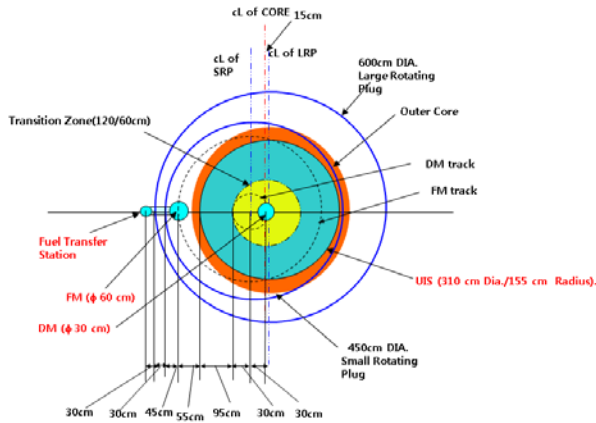 cL of CORE
15cm
cL of LRP
cL of
SRP
600cm DIA.
Large Rotating
Plug
Transition Zone(120/60cm)
Outer Core
DM track
FM track
Fuel Transfer
Station
FM (ϕ 60 cm)
DM (ϕ 30 cm)
UIS (310 cm Dia./155 cm Radius).
450cm DIA.
Small Rotating
Plug
30cm
30cm
45cm
55cm
95cm
30cm
30cm